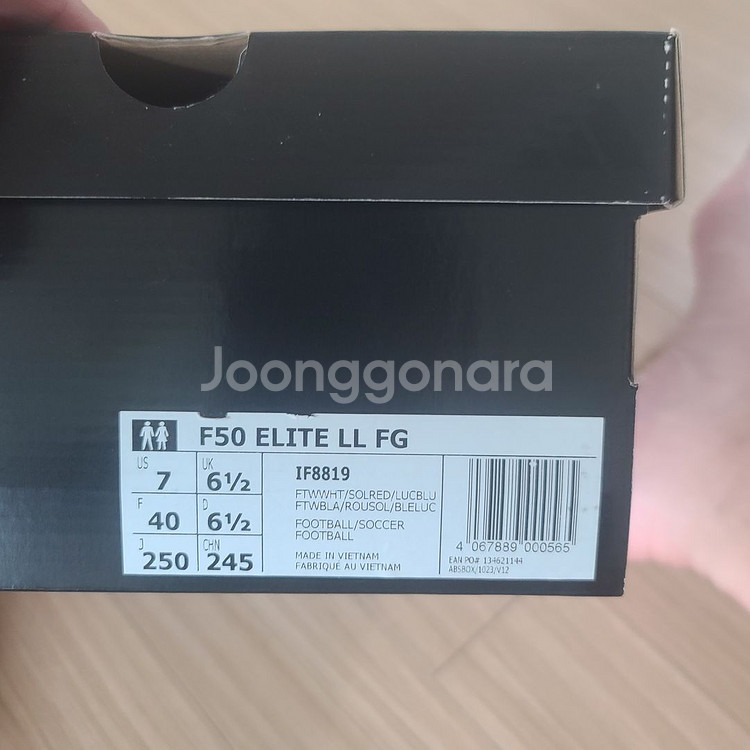 Joonggonara
F50 ELITE LL FG
US 7 UK 6½
F 40 D 6½
J 250 CHN 245
IF8819
FTWWHT/SOLRED/LUCBLU
FTWBLA/ROUSOL/BLELUC
FOOTBALL/SOCCER
FOOTBALL
MADE IN VIETNAM
FABRIQUÉ AU VIETNAM
4 067889 000565
EAN PO# 134621144
ABSBOX/1023/V12